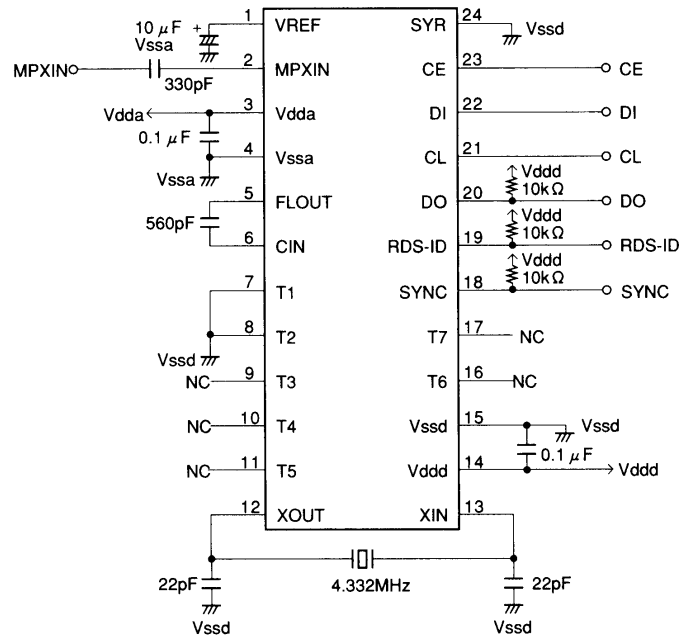 1 VREF SYR 24
10 μF +
Vssa
Vssd
MPXIN 2 MPXIN CE 23 CE
330pF
Vdda 3 Vdda DI 22 DI
0.1 μF
4 Vssa CL 21 CL
Vssa
Vddd
10kΩ
5 FLOUT DO 20 DO
560pF
Vddd
10kΩ
6 CIN RDS-ID 19 RDS-ID
Vddd
10kΩ
7 T1 SYNC 18 SYNC
8 T2 T7 17 NC
Vssd
NC 9 T3 T6 16 NC
NC 10 T4 Vssd 15 Vssd
0.1 μF
NC 11 T5 Vddd 14 Vddd
12 XOUT XIN 13
22pF 4.332MHz 22pF
Vssd Vssd